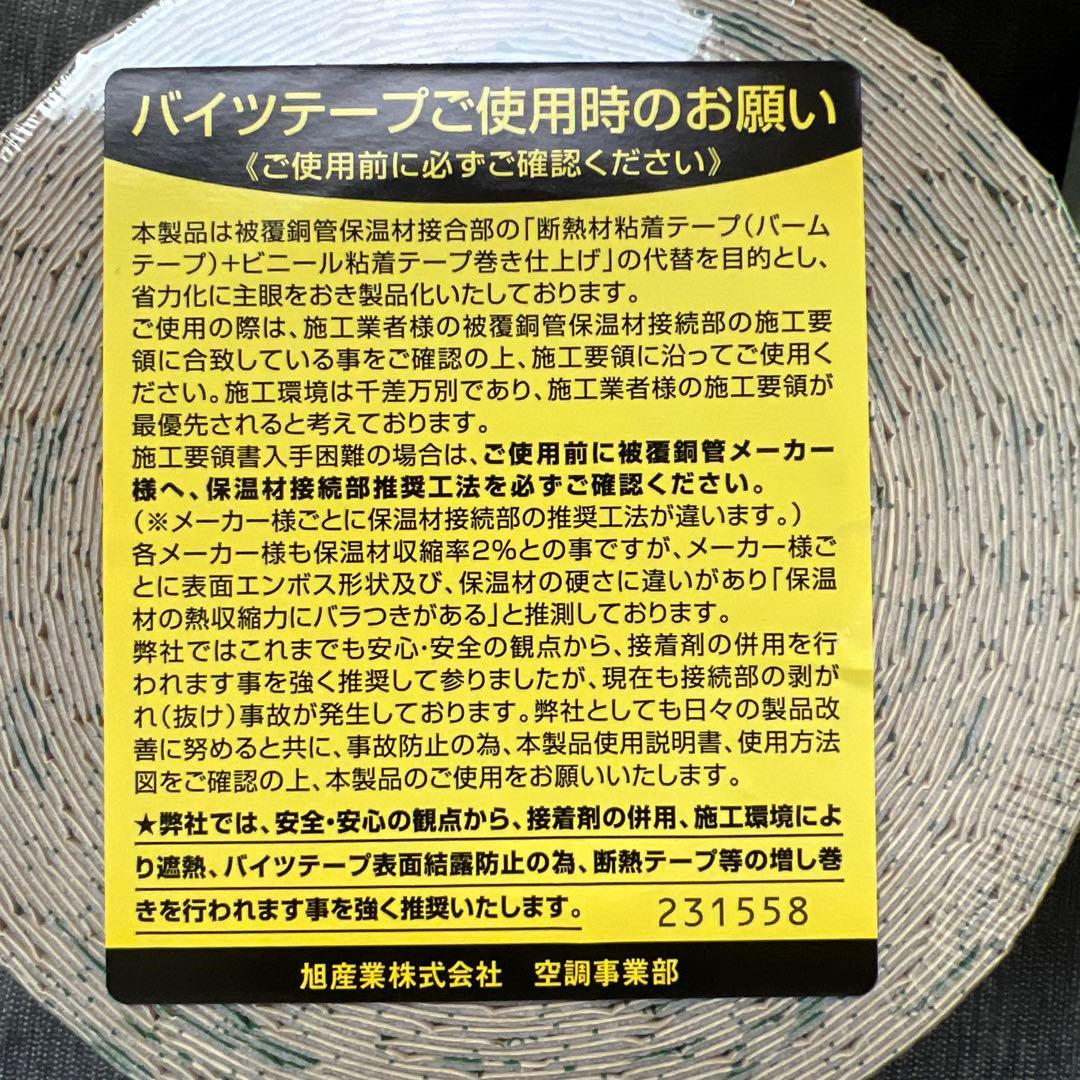 バイツテープご使用時のお願い
《ご使用前に必ずご確認ください》
本製品は被覆銅管保温材接合部の「断熱材粘着テープ(バーム
テープ)+ビニール粘着テープ巻き仕上げ」の代替を目的とし、
省力化に主眼をおき製品化いたしております。
ご使用の際は、施工業者様の被覆銅管保温材接続部の施工要
領に合致している事をご確認の上、施工要領に沿ってご使用く
ださい。施工環境は千差万別であり、施工業者様の施工要領が
最優先されると考えております。
施工要領書入手困難の場合は、ご使用前に被覆銅管メーカー
様へ、保温材接続部推奨工法を必ずご確認ください。
(※メーカー様ごとに保温材接続部の推奨工法が違います。)
各メーカー様も保温材収縮率2%との事ですが、メーカー様ご
とに表面エンボス形状及び、保温材の硬さに違いがあり「保温
材の熱収縮力にバラつきがある」と推測しております。
弊社ではこれまでも安心・安全の観点から、接着剤の併用を行
われます事を強く推奨して参りましたが、現在も接続部の剥が
れ(抜け)事故が発生しております。弊社としても日々の製品改
善に努めると共に、事故防止の為、本製品使用説明書、使用方法
図をご確認の上、本製品のご使用をお願いいたします。
★弊社では、安全・安心の観点から、接着剤の併用、施工環境によ
り遮熱、バイツテープ表面結露防止の為、断熱テープ等の増し巻
きを行われます事を強く推奨いたします。 231558
旭産業株式会社 空調事業部